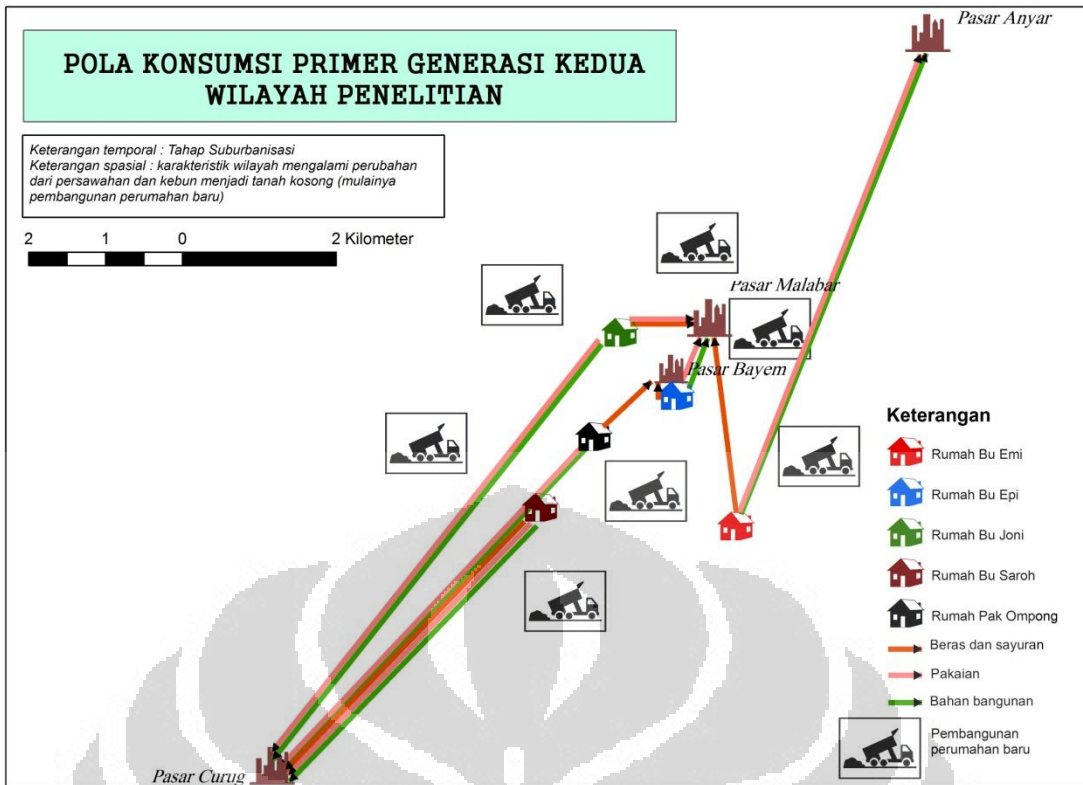 Pasar Anyar
POLA KONSUMSI PRIMER GENERASI KEDUA
WILAYAH PENELITIAN
Keterangan temporal : Tahap Suburbanisasi
Keterangan spasial : karakteristik wilayah mengalami perubahan
dari persawahan dan kebun menjadi tanah kosong (mulainya
pembangunan perumahan baru)
2 1 0 2 Kilometer
Pasar Malabar
Pasar Bayem
Keterangan
Rumah Bu Emi
Rumah Bu Epi
Rumah Bu Joni
Rumah Bu Saroh
Rumah Pak Ompong
Beras dan sayuran
Pakaian
Bahan bangunan
Pembangunan
perumahan baru
Pasar Curug